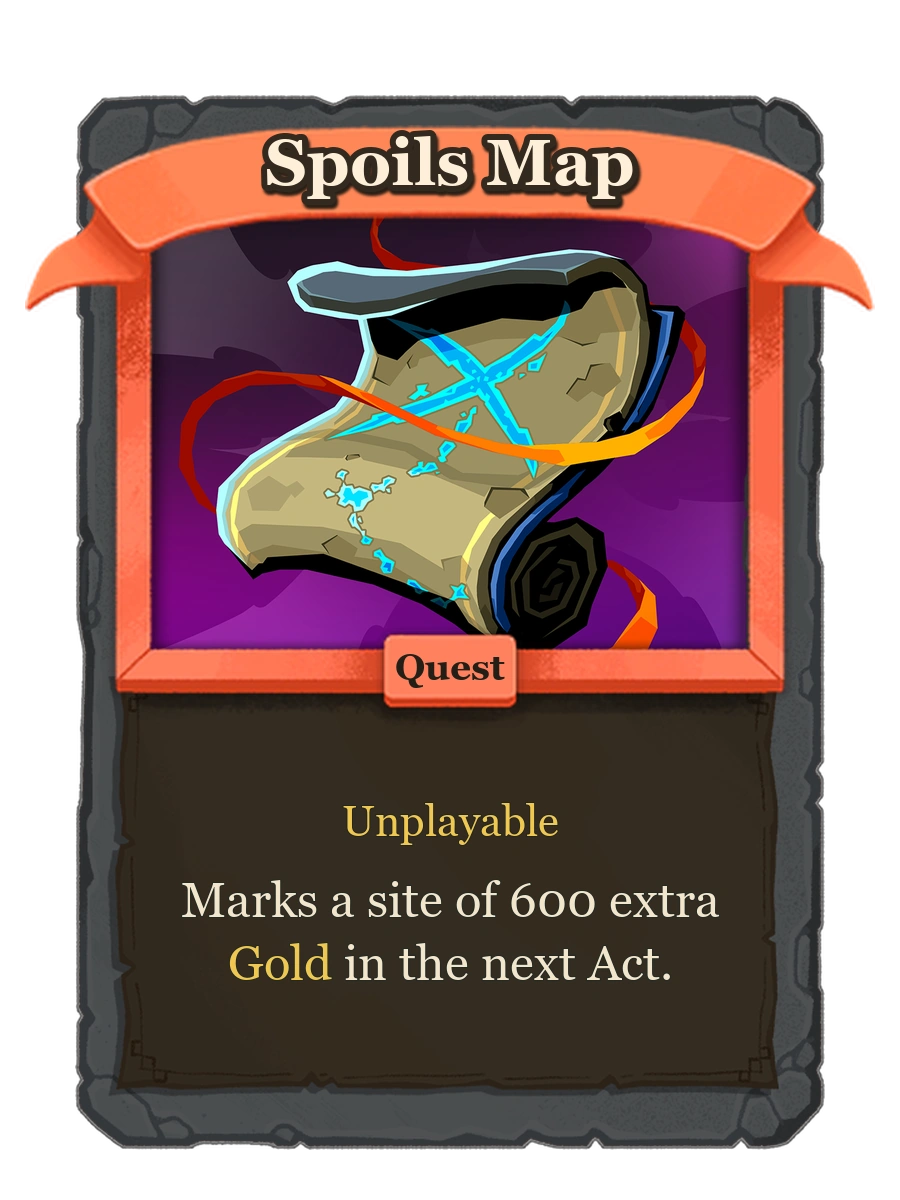 Spoils Map
Quest
Unplayable
Marks a site of 600 extra
Gold in the next Act.